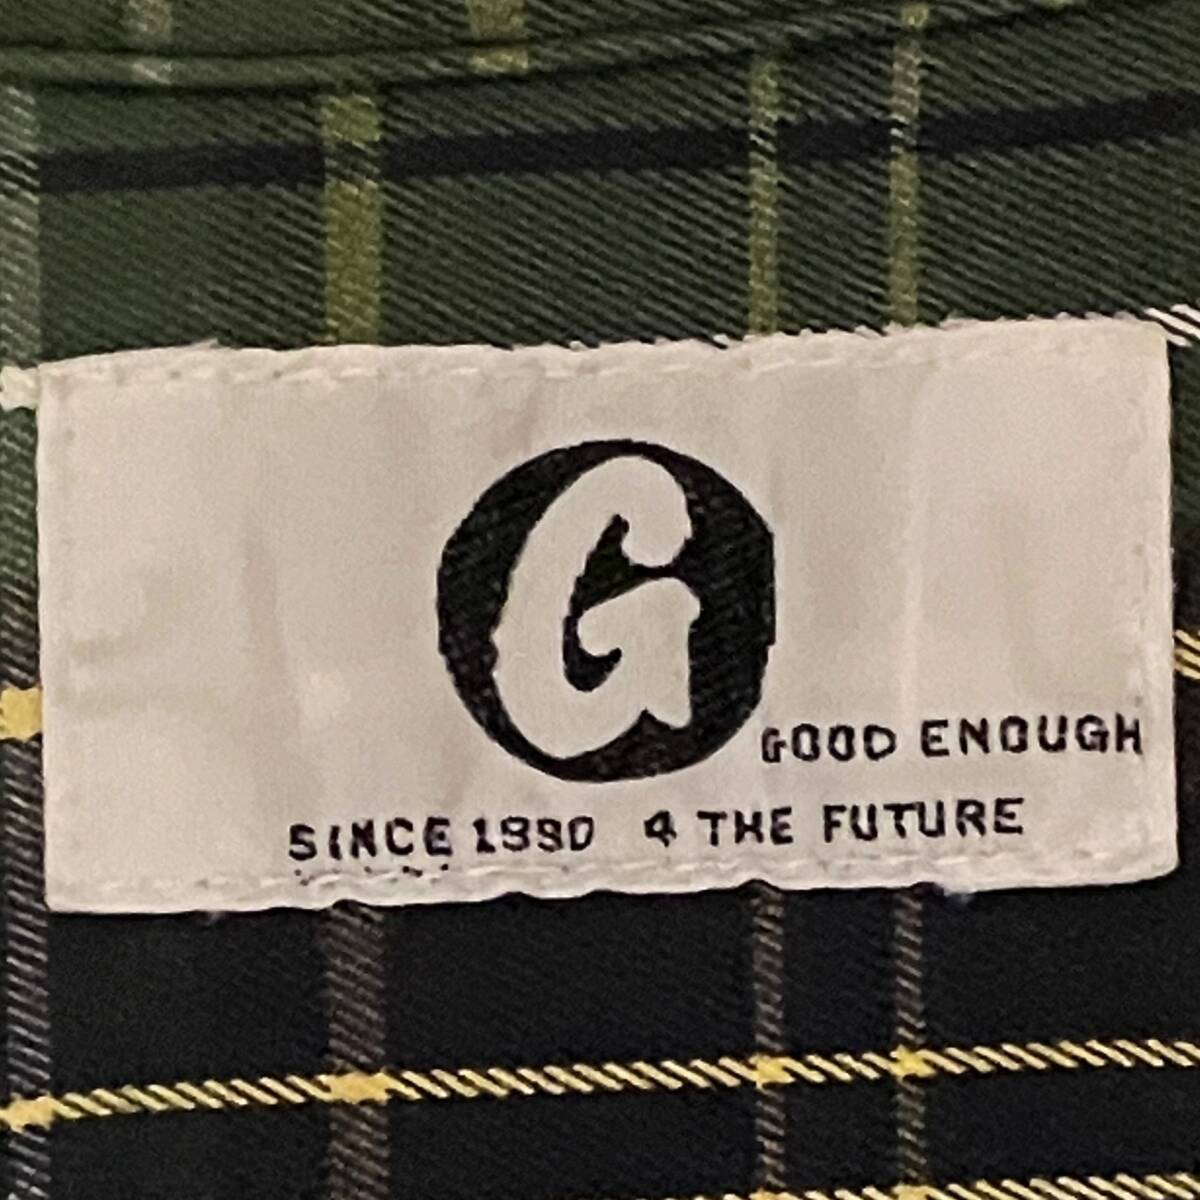 G
GOOD ENOUGH
SINCE 1990 4 THE FUTURE